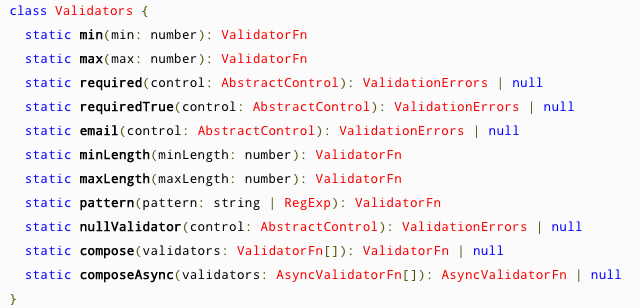 class Validators {
static min(min: number): ValidatorFn
static max(max: number): ValidatorFn
static required(control: AbstractControl): ValidationErrors | null
static requiredTrue(control: AbstractControl): ValidationErrors | null
static email(control: AbstractControl): ValidationErrors | null
static minLength(minLength: number): ValidatorFn
static maxLength(maxLength: number): ValidatorFn
static pattern(pattern: string | RegExp): ValidatorFn
static nullValidator(control: AbstractControl): ValidationErrors | null
static compose(validators: ValidatorFn[]): ValidatorFn | null
static composeAsync(validators: AsyncValidatorFn[]): AsyncValidatorFn | null
}